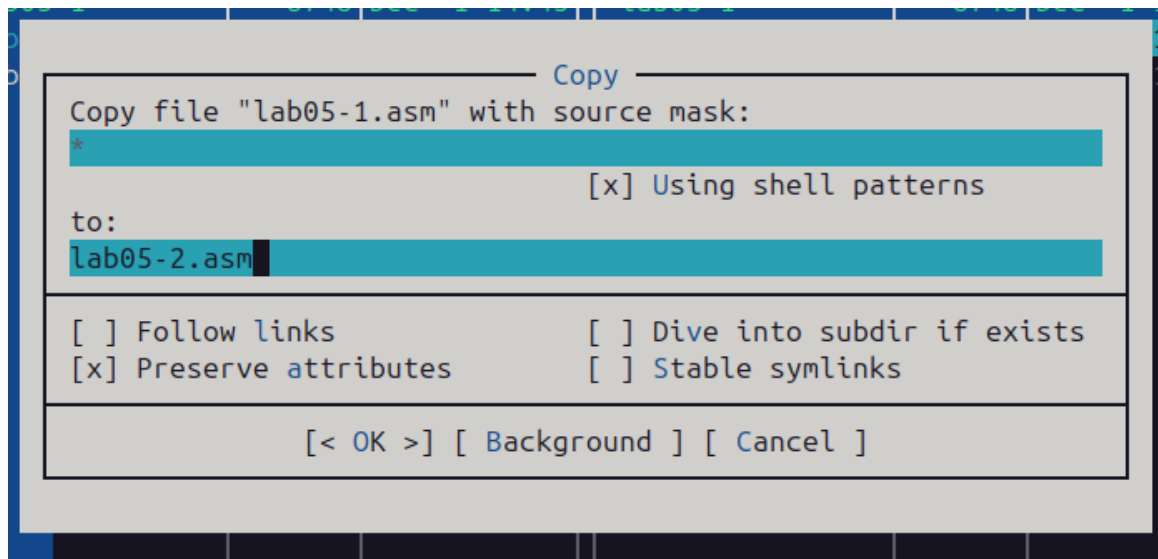 Copy
Copy file "lab05-1.asm" with source mask:
*
[x] Using shell patterns
to:
lab05-2.asm
[ ] Follow links [ ] Dive into subdir if exists
[x] Preserve attributes [ ] Stable symlinks
[< OK >] [ Background ] [ Cancel ]